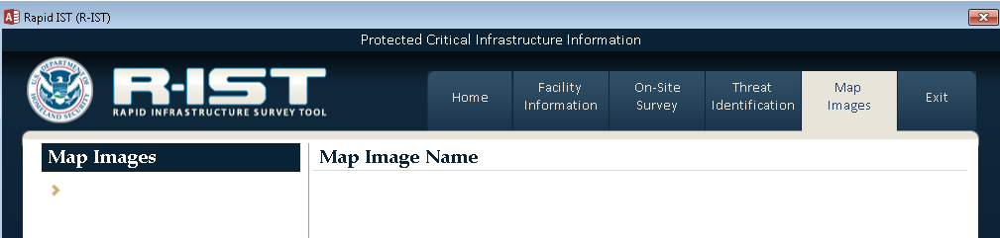 Rapid IST (R-IST)
Protected Critical Infrastructure Information
U.S. DEPARTMENT OF
HOMELAND SECURITY
R-IST
RAPID INFRASTRUCTURE SURVEY TOOL
Home
Facility
Information
On-Site
Survey
Threat
Identification
Map
Images
Exit
Map Images
Map Image Name